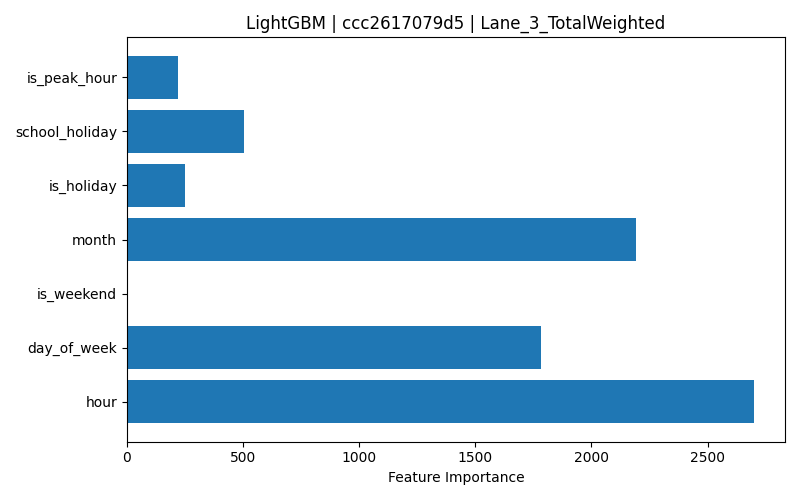 LightGBM | ccc2617079d5 | Lane_3_TotalWeighted
is_peak_hour
school_holiday
is_holiday
month
is_weekend
day_of_week
hour
0 500 1000 1500 2000 2500
Feature Importance